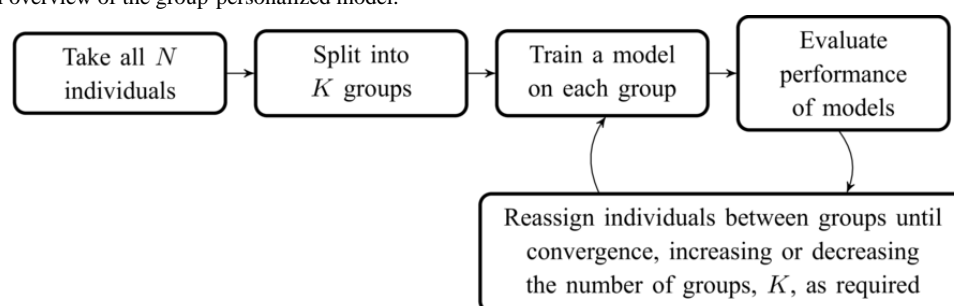 overview of the group-personalized model.
Take all N
individuals
Split into
K groups
Train a model
on each group
Evaluate
performance
of models
Reassign individuals between groups until
convergence, increasing or decreasing
the number of groups, K, as required